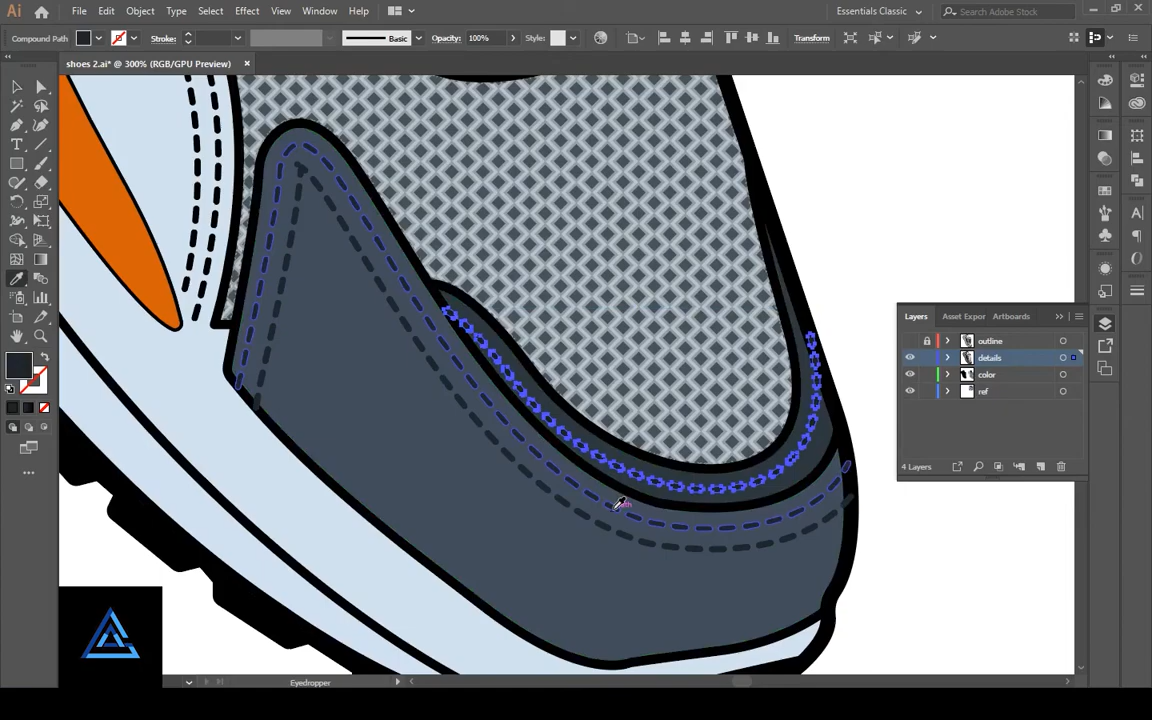 Ai File Edit Object Type Select Effect View Window Help Essentials Classic Search Adobe Stock
Compound Path Stroke: Basic Opacity: 100% Style: Transform
shoes 2.ai* @ 300% (RGB/GPU Preview)
Layers Asset Expor Artboards
outline
details
color
ref
4 Layers
Eyedropper